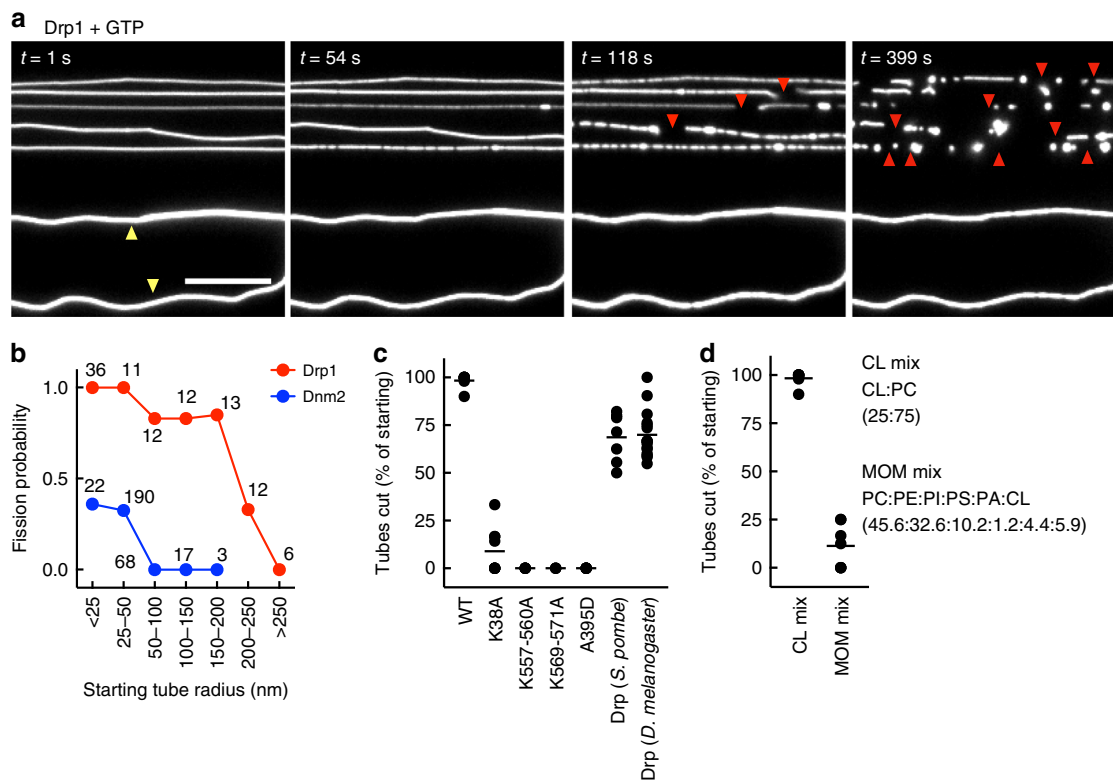 a
Drp1 + GTP
t = 1 s
t = 54 s
t = 118 s
t = 399 s
b
Fission probability
1.0
0.5
0.0
36
11
12
12
13
12
6
22
190
68
17
3
Drp1
Dnm2
<25
25–50
50–100
100–150
150–200
200–250
>250
Starting tube radius (nm)
c
Tubes cut (% of starting)
100
75
50
25
0
WT
K38A
K557-560A
K569-571A
A395D
Drp (S. pombe)
Drp (D. melanogaster)
d
Tubes cut (% of starting)
100
75
50
25
0
CL mix
MOM mix
CL mix
CL:PC
(25:75)
MOM mix
PC:PE:PI:PS:PA:CL
(45.6:32.6:10.2:1.2:4.4:5.9)